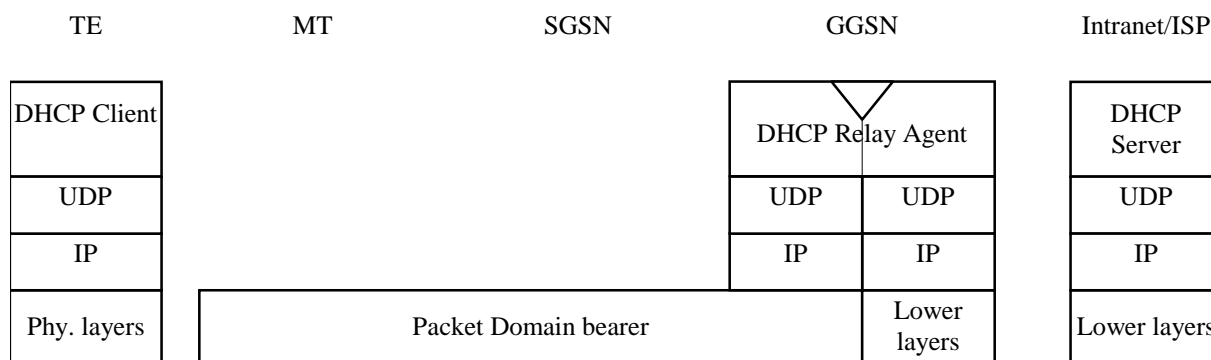 TE MT SGSN GGSN Intranet/ISP
DHCP Client
DHCP Relay Agent
DHCP
Server
UDP UDP UDP UDP
IP IP IP IP
Phy. layers
Packet Domain bearer
Lower
layers
Lower layers